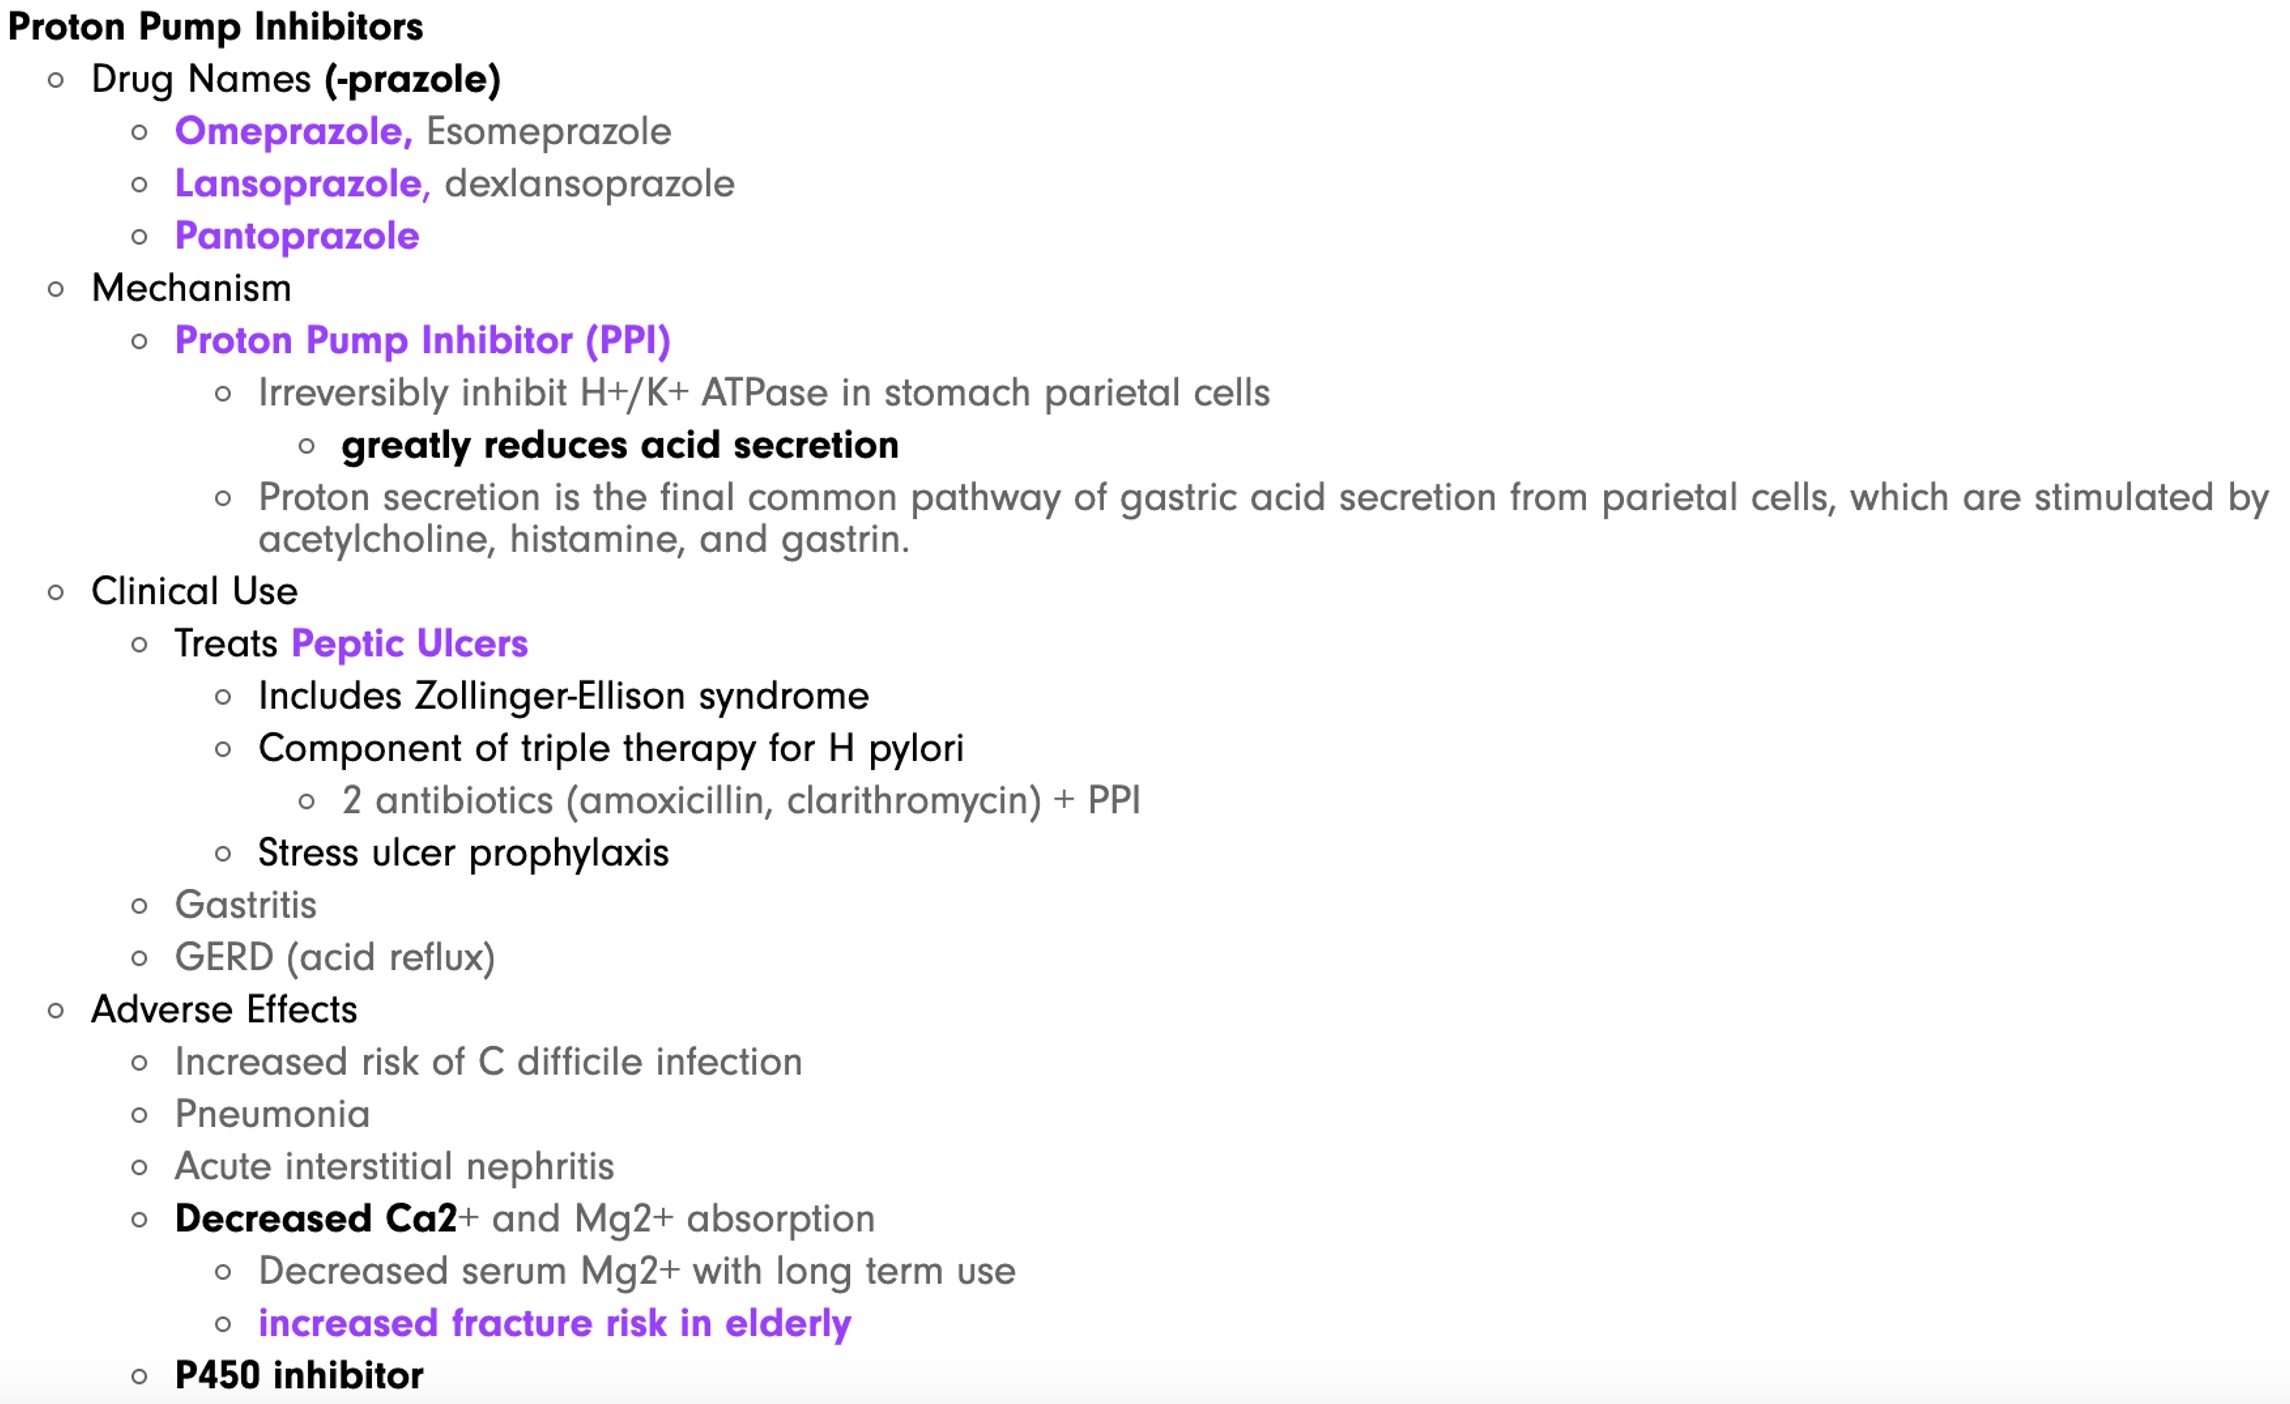 Proton Pump Inhibitors
Drug Names (-prazole)
Omeprazole, Esomeprazole
Lansoprazole, dexlansoprazole
Pantoprazole
Mechanism
Proton Pump Inhibitor (PPI)
Irreversibly inhibit H+/K+ ATPase in stomach parietal cells
greatly reduces acid secretion
Proton secretion is the final common pathway of gastric acid secretion from parietal cells, which are stimulated by
acetylcholine, histamine, and gastrin.
Clinical Use
Treats Peptic Ulcers
Includes Zollinger-Ellison syndrome
Component of triple therapy for H pylori
2 antibiotics (amoxicillin, clarithromycin) + PPI
Stress ulcer prophylaxis
Gastritis
GERD (acid reflux)
Adverse Effects
Increased risk of C difficile infection
Pneumonia
Acute interstitial nephritis
Decreased Ca2+ and Mg2+ absorption
Decreased serum Mg2+ with long term use
increased fracture risk in elderly
P450 inhibitor